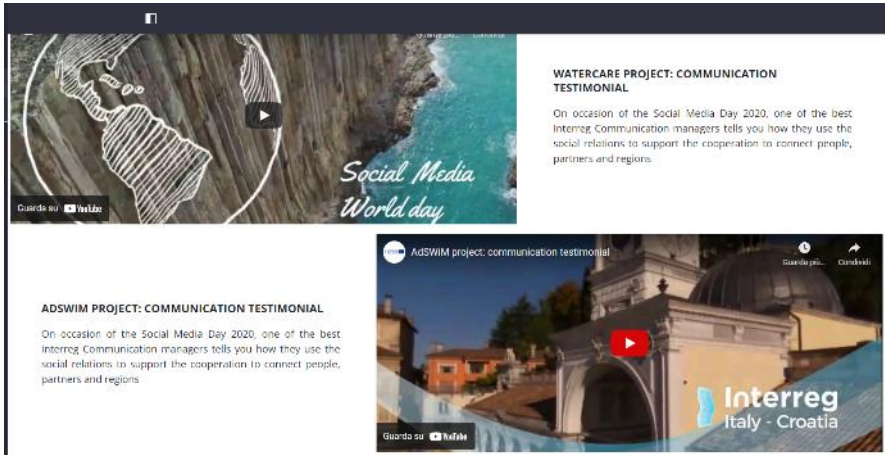 WATERCARE PROJECT: COMMUNICATION
TESTIMONIAL
On occasion of the Social Media Day 2020, one of the best
Interreg Communication managers tells you how they use the
social relations to support the cooperation to connect people,
partners and regions
Social Media
World day
Guarda su YouTube
AdSWiM project: communication testimonial
Guarda più...
Condividi
ADSWIM PROJECT: COMMUNICATION TESTIMONIAL
On occasion of the Social Media Day 2020, one of the best
Interreg Communication managers tells you how they use the
social relations to support the cooperation to connect people,
partners and regions
Interreg
Italy - Croatia
Guarda su YouTube